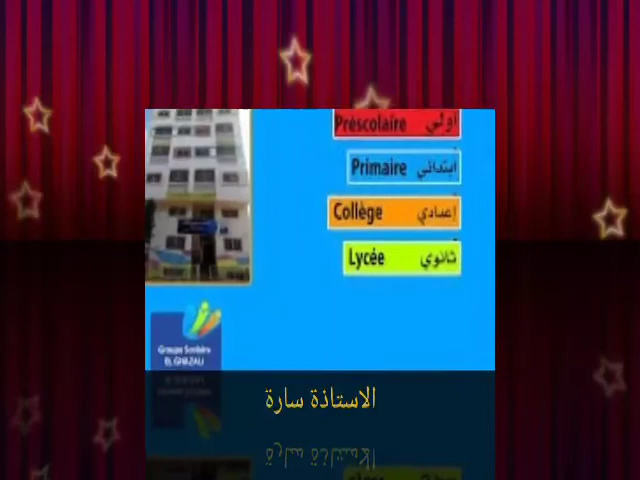 Préscolaire أولي
Primaire ابتدائي
Collège إعدادي
Lycée ثانوي
Groupe Scolaire
EL GHAZALI
الاستاذة سارة